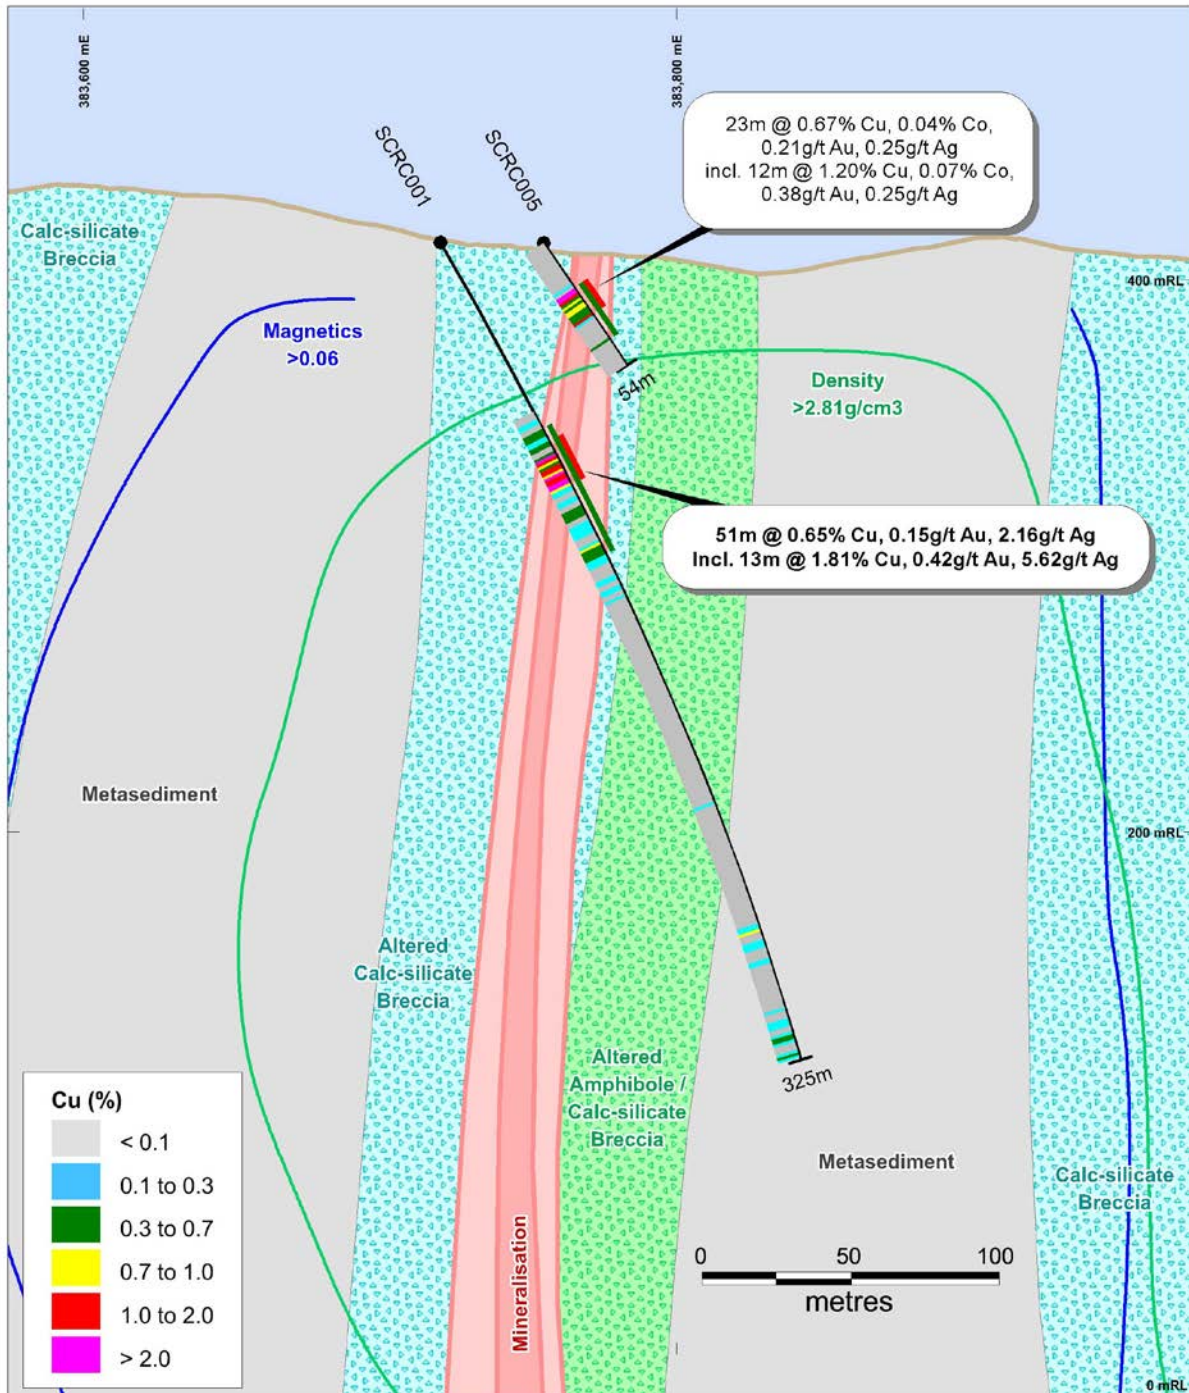 383,600 mE
383,800 mE
SCRC001
SCRC005
23m @ 0.67% Cu, 0.04% Co,
0.21g/t Au, 0.25g/t Ag
incl. 12m @ 1.20% Cu, 0.07% Co,
0.38g/t Au, 0.25g/t Ag
Calc-silicate
Breccia
400 mRL
Magnetics
>0.06
54m
Density
>2.81g/cm3
51m @ 0.65% Cu, 0.15g/t Au, 2.16g/t Ag
Incl. 13m @ 1.81% Cu, 0.42g/t Au, 5.62g/t Ag
Metasediment
200 mRL
Altered
Calc-silicate
Breccia
Altered
Amphibole /
Calc-silicate
Breccia
325m
Metasediment
Calc-silicate
Breccia
Mineralisation
Cu (%)
< 0.1
0.1 to 0.3
0.3 to 0.7
0.7 to 1.0
1.0 to 2.0
> 2.0
0 50 100
metres
0 mRL